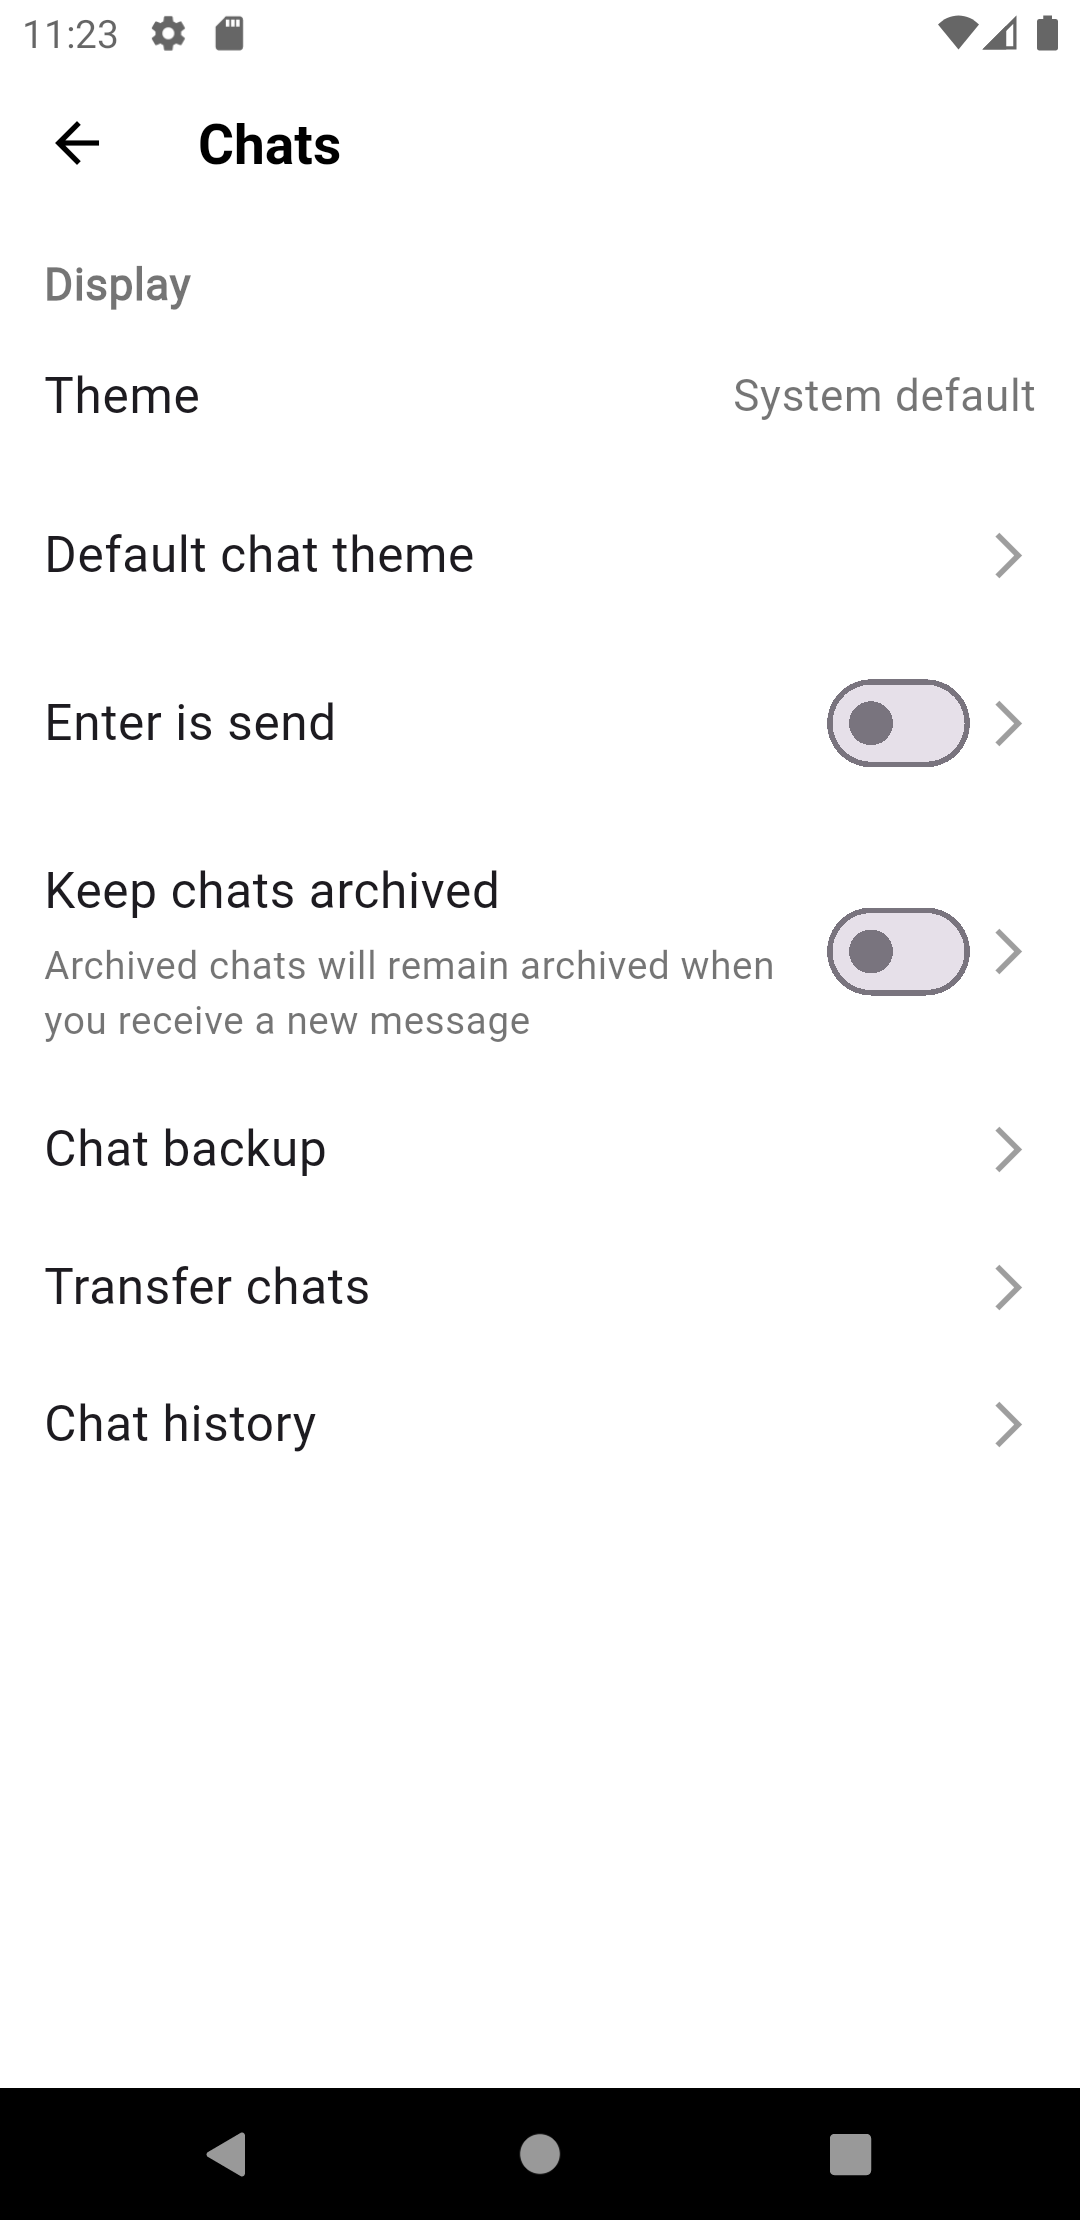 11:23
Chats
Display
Theme
System default
Default chat theme
Enter is send
Keep chats archived
Archived chats will remain archived when
you receive a new message
Chat backup
Transfer chats
Chat history